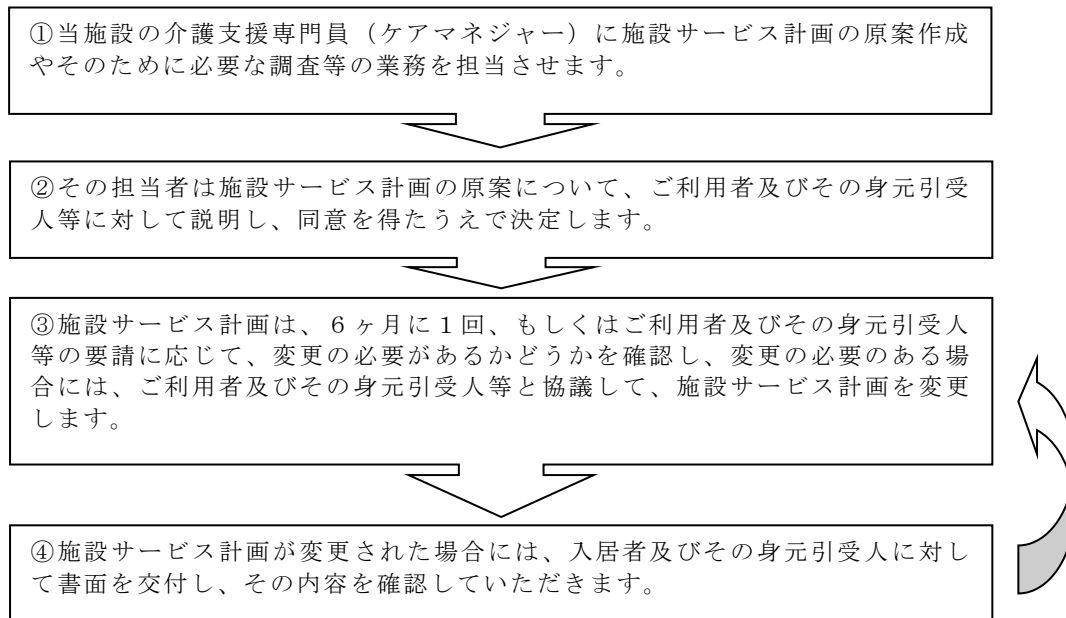 ①当施設の介護支援専門員（ケアマネジャー）に施設サービス計画の原案作成
やそのために必要な調査等の業務を担当させます。
②その担当者は施設サービス計画の原案について、ご利用者及びその身元引受
人等に対して説明し、同意を得たうえで決定します。
③施設サービス計画は、６ヶ月に１回、もしくはご利用者及びその身元引受人
等の要請に応じて、変更の必要があるかどうかを確認し、変更の必要のある場
合には、ご利用者及びその身元引受人等と協議して、施設サービス計画を変更
します。
④施設サービス計画が変更された場合には、入居者及びその身元引受人に対し
て書面を交付し、その内容を確認していただきます。